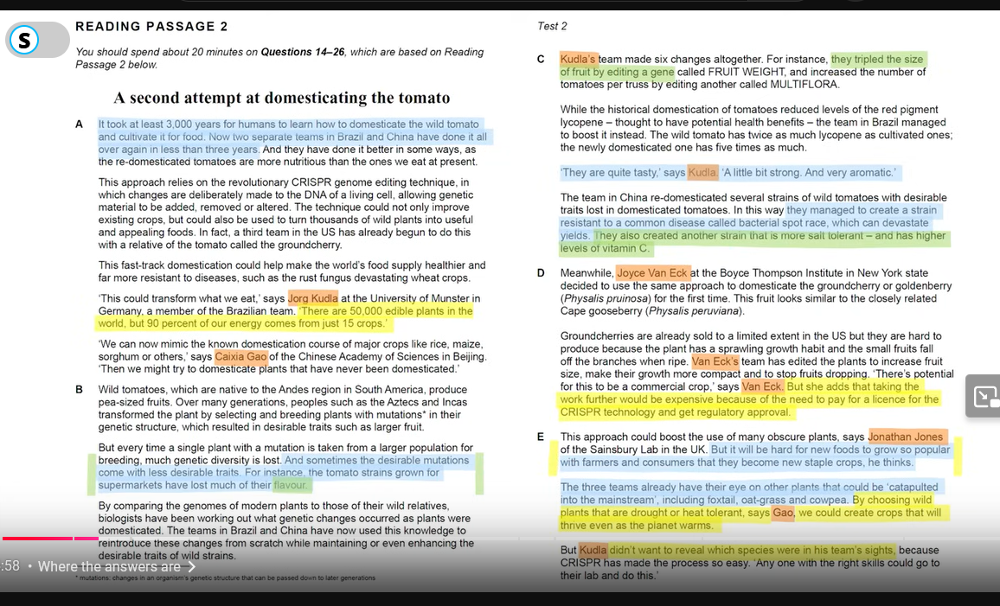 S
READING PASSAGE 2
You should spend about 20 minutes on Questions 14–26, which are based on Reading
Passage 2 below.
A second attempt at domesticating the tomato
A It took at least 3,000 years for humans to learn how to domesticate the wild tomato
and cultivate it for food. Now two separate teams in Brazil and China have done it all
over again in less than three years. And they have done it better in some ways, as
the re-domesticated tomatoes are more nutritious than the ones we eat at present.
This approach relies on the revolutionary CRISPR genome editing technique, in
which changes are deliberately made to the DNA of a living cell, allowing genetic
material to be added, removed or altered. The technique could not only improve
existing crops, but could also be used to turn thousands of wild plants into useful
and appealing foods. In fact, a third team in the US has already begun to do this
with a relative of the tomato called the groundcherry.
This fast-track domestication could help make the world's food supply healthier and
far more resistant to diseases, such as the rust fungus devastating wheat crops.
'This could transform what we eat,' says Jorg Kudla at the University of Munster in
Germany, a member of the Brazilian team. 'There are 50,000 edible plants in the
world, but 90 percent of our energy comes from just 15 crops.'
'We can now mimic the known domestication course of major crops like rice, maize,
sorghum or others,' says Caixia Gao of the Chinese Academy of Sciences in Beijing.
'Then we might try to domesticate plants that have never been domesticated.'
B Wild tomatoes, which are native to the Andes region in South America, produce
pea-sized fruits. Over many generations, peoples such as the Aztecs and Incas
transformed the plant by selecting and breeding plants with mutations* in their
genetic structure, which resulted in desirable traits such as larger fruit.
But every time a single plant with a mutation is taken from a larger population for
breeding, much genetic diversity is lost. And sometimes the desirable mutations
come with less desirable traits. For instance, the tomato strains grown for
supermarkets have lost much of their flavour.
By comparing the genomes of modern plants to those of their wild relatives,
biologists have been working out what genetic changes occurred as plants were
domesticated. The teams in Brazil and China have now used this knowledge to
reintroduce these changes from scratch while maintaining or even enhancing the
desirable traits of wild strains.
* mutations: changes in an organism's genetic structure that can be passed down to later generations
:58 • Where the answers are
Test 2
C Kudla's team made six changes altogether. For instance, they tripled the size
of fruit by editing a gene called FRUIT WEIGHT, and increased the number of
tomatoes per truss by editing another called MULTIFLORA.
While the historical domestication of tomatoes reduced levels of the red pigment
lycopene – thought to have potential health benefits – the team in Brazil managed
to boost it instead. The wild tomato has twice as much lycopene as cultivated ones;
the newly domesticated one has five times as much.
'They are quite tasty,' says Kudla. 'A little bit strong. And very aromatic.'
The team in China re-domesticated several strains of wild tomatoes with desirable
traits lost in domesticated tomatoes. In this way they managed to create a strain
resistant to a common disease called bacterial spot race, which can devastate
yields. They also created another strain that is more salt tolerant – and has higher
levels of vitamin C.
D Meanwhile, Joyce Van Eck at the Boyce Thompson Institute in New York state
decided to use the same approach to domesticate the groundcherry or goldenberry
(Physalis pruinosa) for the first time. This fruit looks similar to the closely related
Cape gooseberry (Physalis peruviana).
Groundcherries are already sold to a limited extent in the US but they are hard to
produce because the plant has a sprawling growth habit and the small fruits fall
off the branches when ripe. Van Eck's team has edited the plants to increase fruit
size, make their growth more compact and to stop fruits dropping. 'There's potential
for this to be a commercial crop,' says Van Eck. But she adds that taking the
work further would be expensive because of the need to pay for a licence for the
CRISPR technology and get regulatory approval.
E This approach could boost the use of many obscure plants, says Jonathan Jones
of the Sainsbury Lab in the UK. But it will be hard for new foods to grow so popular
with farmers and consumers that they become new staple crops, he thinks.
The three teams already have their eye on other plants that could be 'catapulted
into the mainstream', including foxtail, oat-grass and cowpea. By choosing wild
plants that are drought or heat tolerant, says Gao, we could create crops that will
thrive even as the planet warms.
But Kudla didn't want to reveal which species were in his team's sights, because
CRISPR has made the process so easy. 'Any one with the right skills could go to
their lab and do this.'